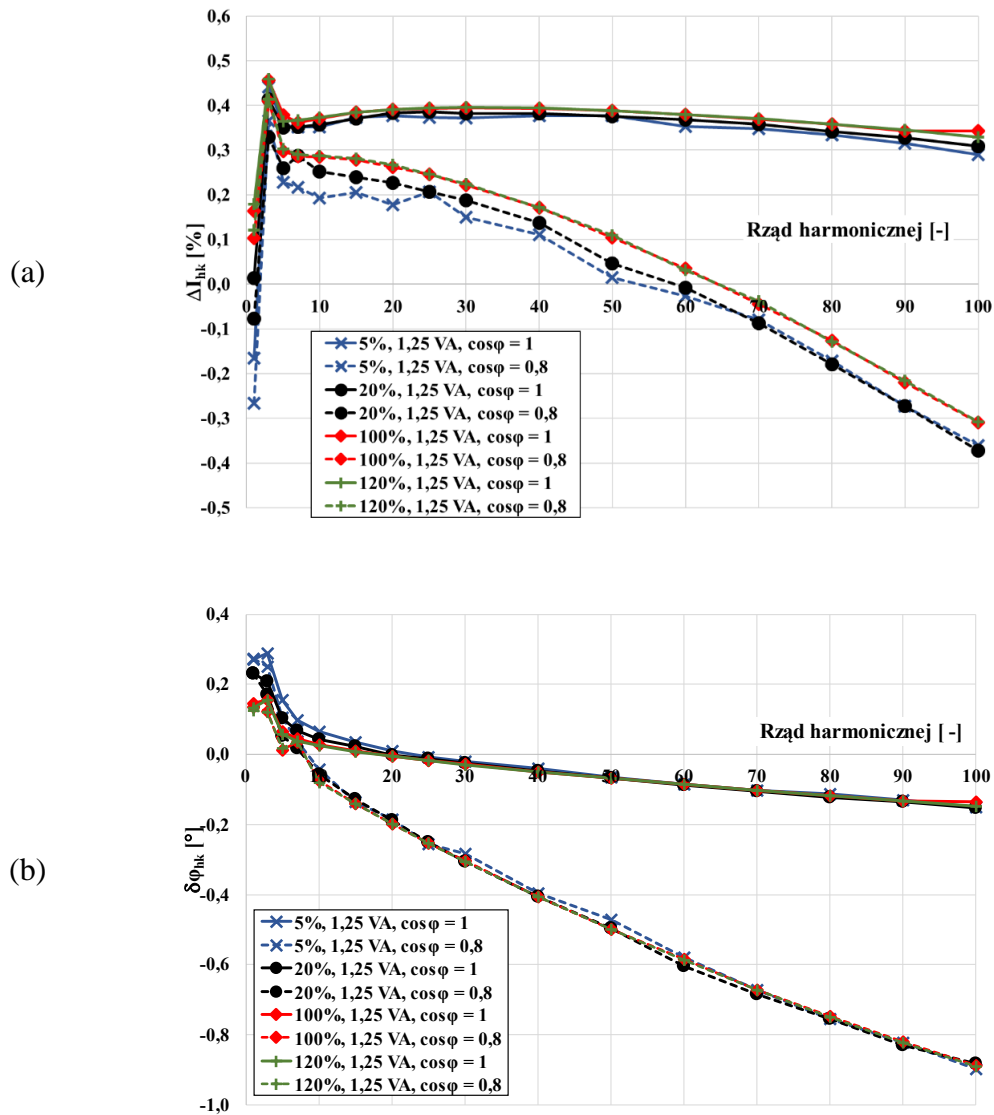 (a)
ΔI_hk [%]
0,6
0,5
0,4
0,3
0,2
0,1
0,0
-0,1
-0,2
-0,3
-0,4
-0,5
0 10 20 30 40 50 60 70 80 90 100
Rząd harmonicznej [-]
5%, 1,25 VA, cosφ = 1
5%, 1,25 VA, cosφ = 0,8
20%, 1,25 VA, cosφ = 1
20%, 1,25 VA, cosφ = 0,8
100%, 1,25 VA, cosφ = 1
100%, 1,25 VA, cosφ = 0,8
120%, 1,25 VA, cosφ = 1
120%, 1,25 VA, cosφ = 0,8
(b)
δφ_hk [°]
0,4
0,2
0,0
-0,2
-0,4
-0,6
-0,8
-1,0
0 10 20 30 40 50 60 70 80 90 100
Rząd harmonicznej [ -]
5%, 1,25 VA, cosφ = 1
5%, 1,25 VA, cosφ = 0,8
20%, 1,25 VA, cosφ = 1
20%, 1,25 VA, cosφ = 0,8
100%, 1,25 VA, cosφ = 1
100%, 1,25 VA, cosφ = 0,8
120%, 1,25 VA, cosφ = 1
120%, 1,25 VA, cosφ = 0,8